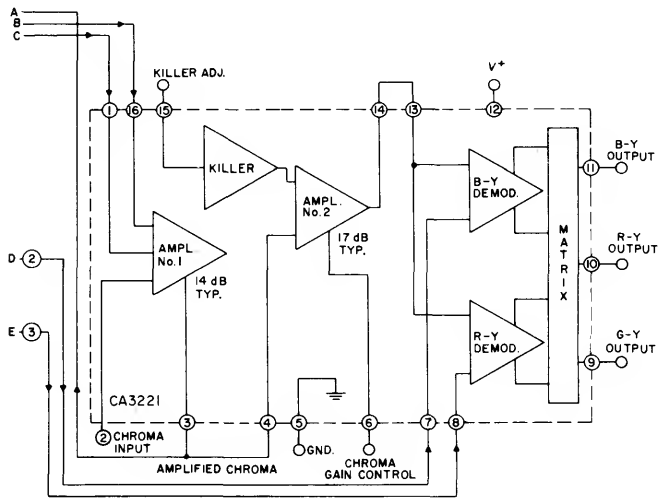 A
B
C
KILLER ADJ.
V+
1
16
15
14
13
12
B-Y
OUTPUT
11
KILLER
AMPL.
No.2
B-Y
DEMOD.
17 dB
TYP.
AMPL.
No.1
14 dB
TYP.
MATRIX
R-Y
OUTPUT
10
D 2
E 3
R-Y
DEMOD.
G-Y
OUTPUT
9
CA3221
2
CHROMA
INPUT
3
4
5
6
7
8
AMPLIFIED CHROMA
GND.
CHROMA
GAIN CONTROL